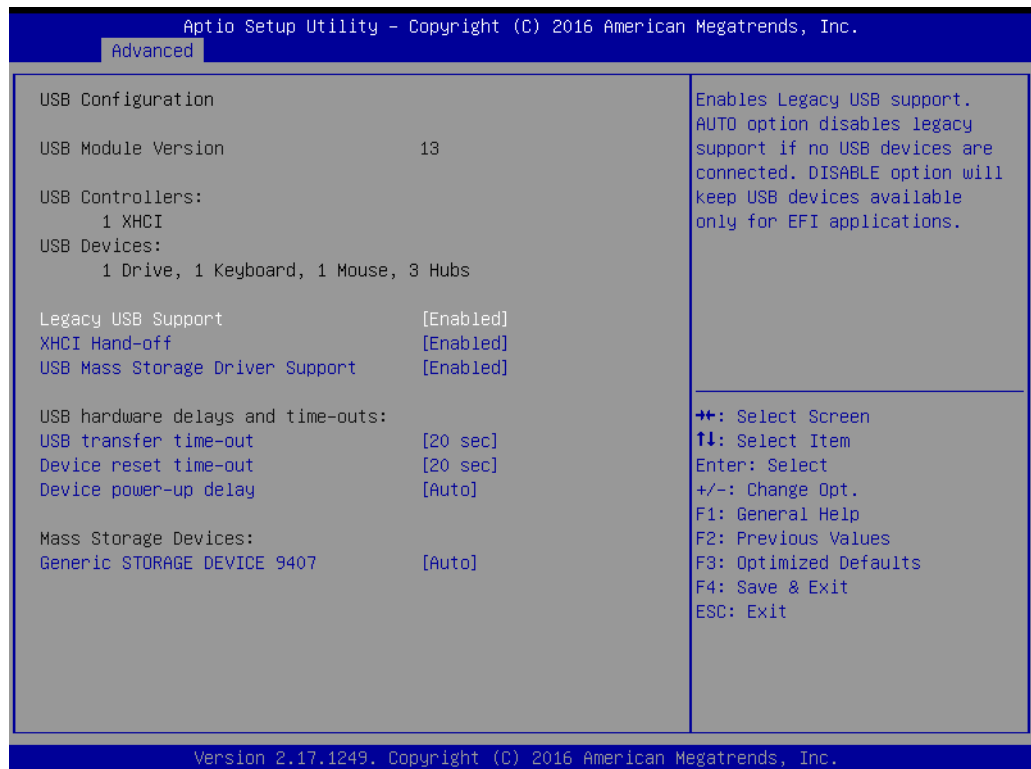 Aptio Setup Utility – Copyright (C) 2016 American Megatrends, Inc.
Advanced
USB Configuration
USB Module Version 13
USB Controllers:
1 XHCI
USB Devices:
1 Drive, 1 Keyboard, 1 Mouse, 3 Hubs
Legacy USB Support [Enabled]
XHCI Hand-off [Enabled]
USB Mass Storage Driver Support [Enabled]
USB hardware delays and time-outs:
USB transfer time-out [20 sec]
Device reset time-out [20 sec]
Device power-up delay [Auto]
Mass Storage Devices:
Generic STORAGE DEVICE 9407 [Auto]
Enables Legacy USB support.
AUTO option disables legacy
support if no USB devices are
connected. DISABLE option will
keep USB devices available
only for EFI applications.
→←: Select Screen
↑↓: Select Item
Enter: Select
+/-: Change Opt.
F1: General Help
F2: Previous Values
F3: Optimized Defaults
F4: Save & Exit
ESC: Exit
Version 2.17.1249. Copyright (C) 2016 American Megatrends, Inc.